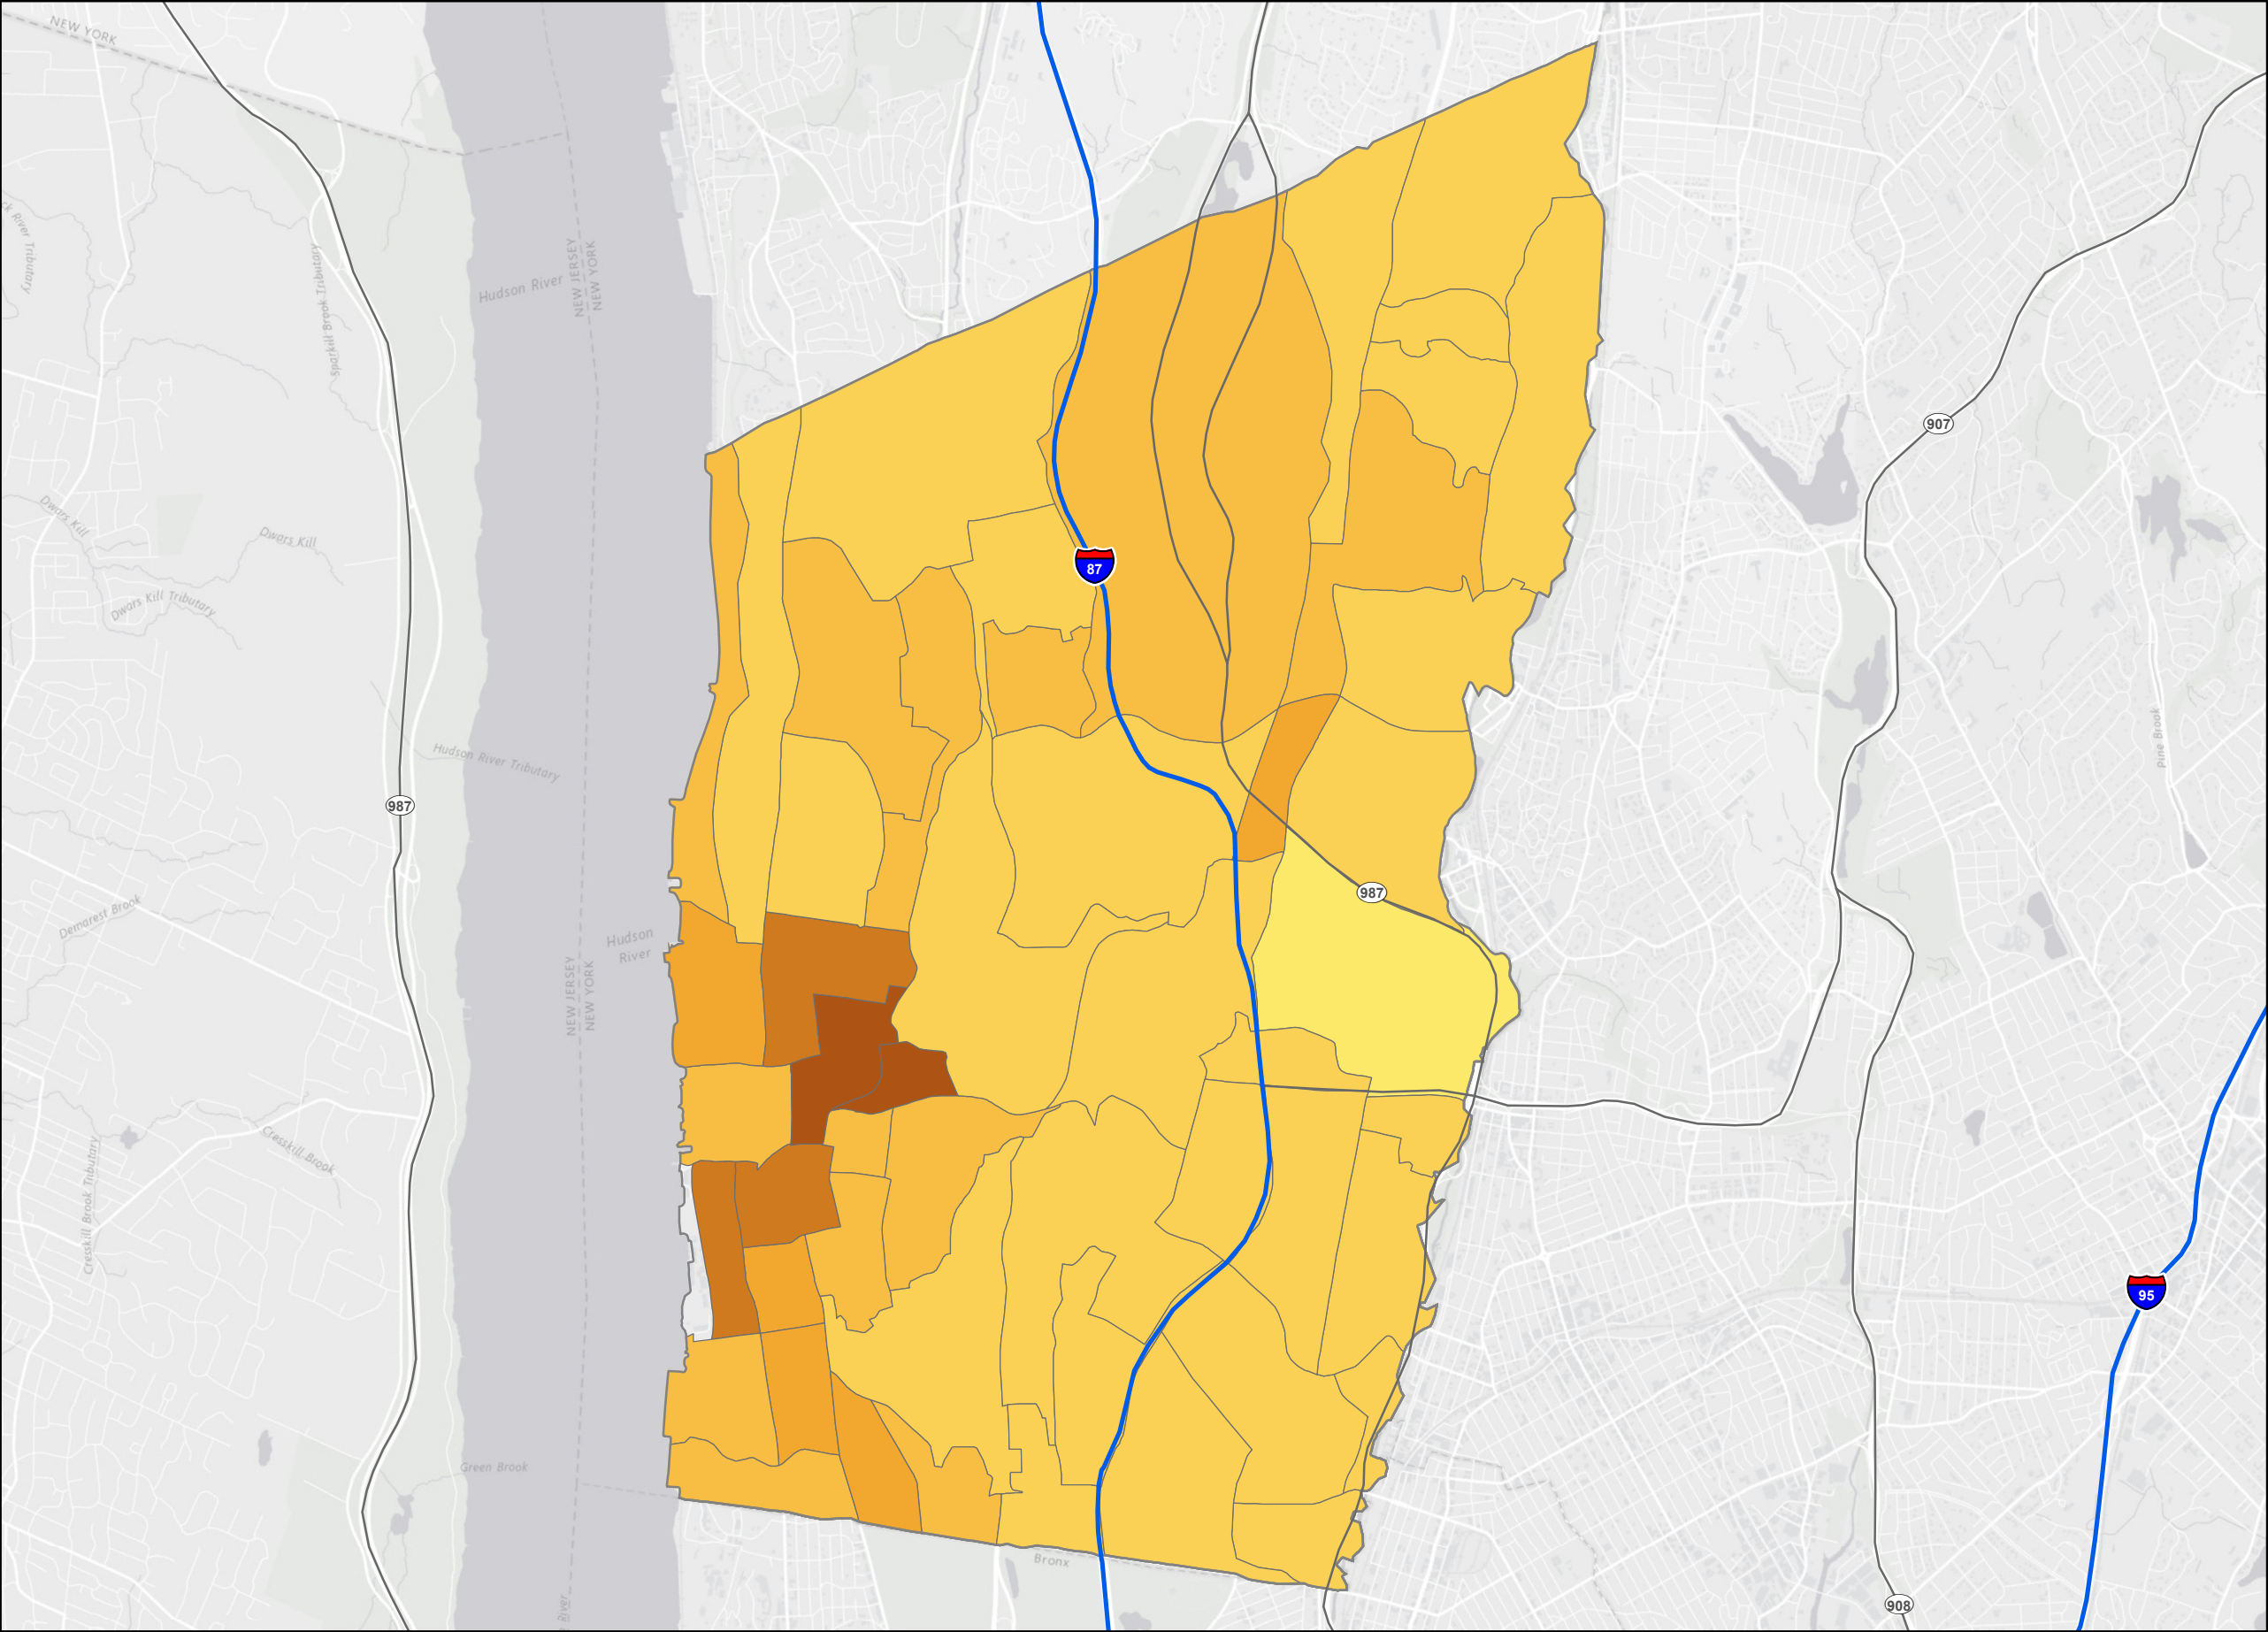 NEW YORK
ck River Tributary
Sparkill Brook Tributary
Hudson River
NEW JERSEY
NEW YORK
907
Dwars Kill
Dwars Kill
87
Dwars Kill Tributary
Hudson River Tributary
Pine Brook
987
987
Demarest Brook
Hudson
River
NEW JERSEY
NEW YORK
Cresskill Brook
Cresskill Brook Tributary
95
Green Brook
Bronx
River
908